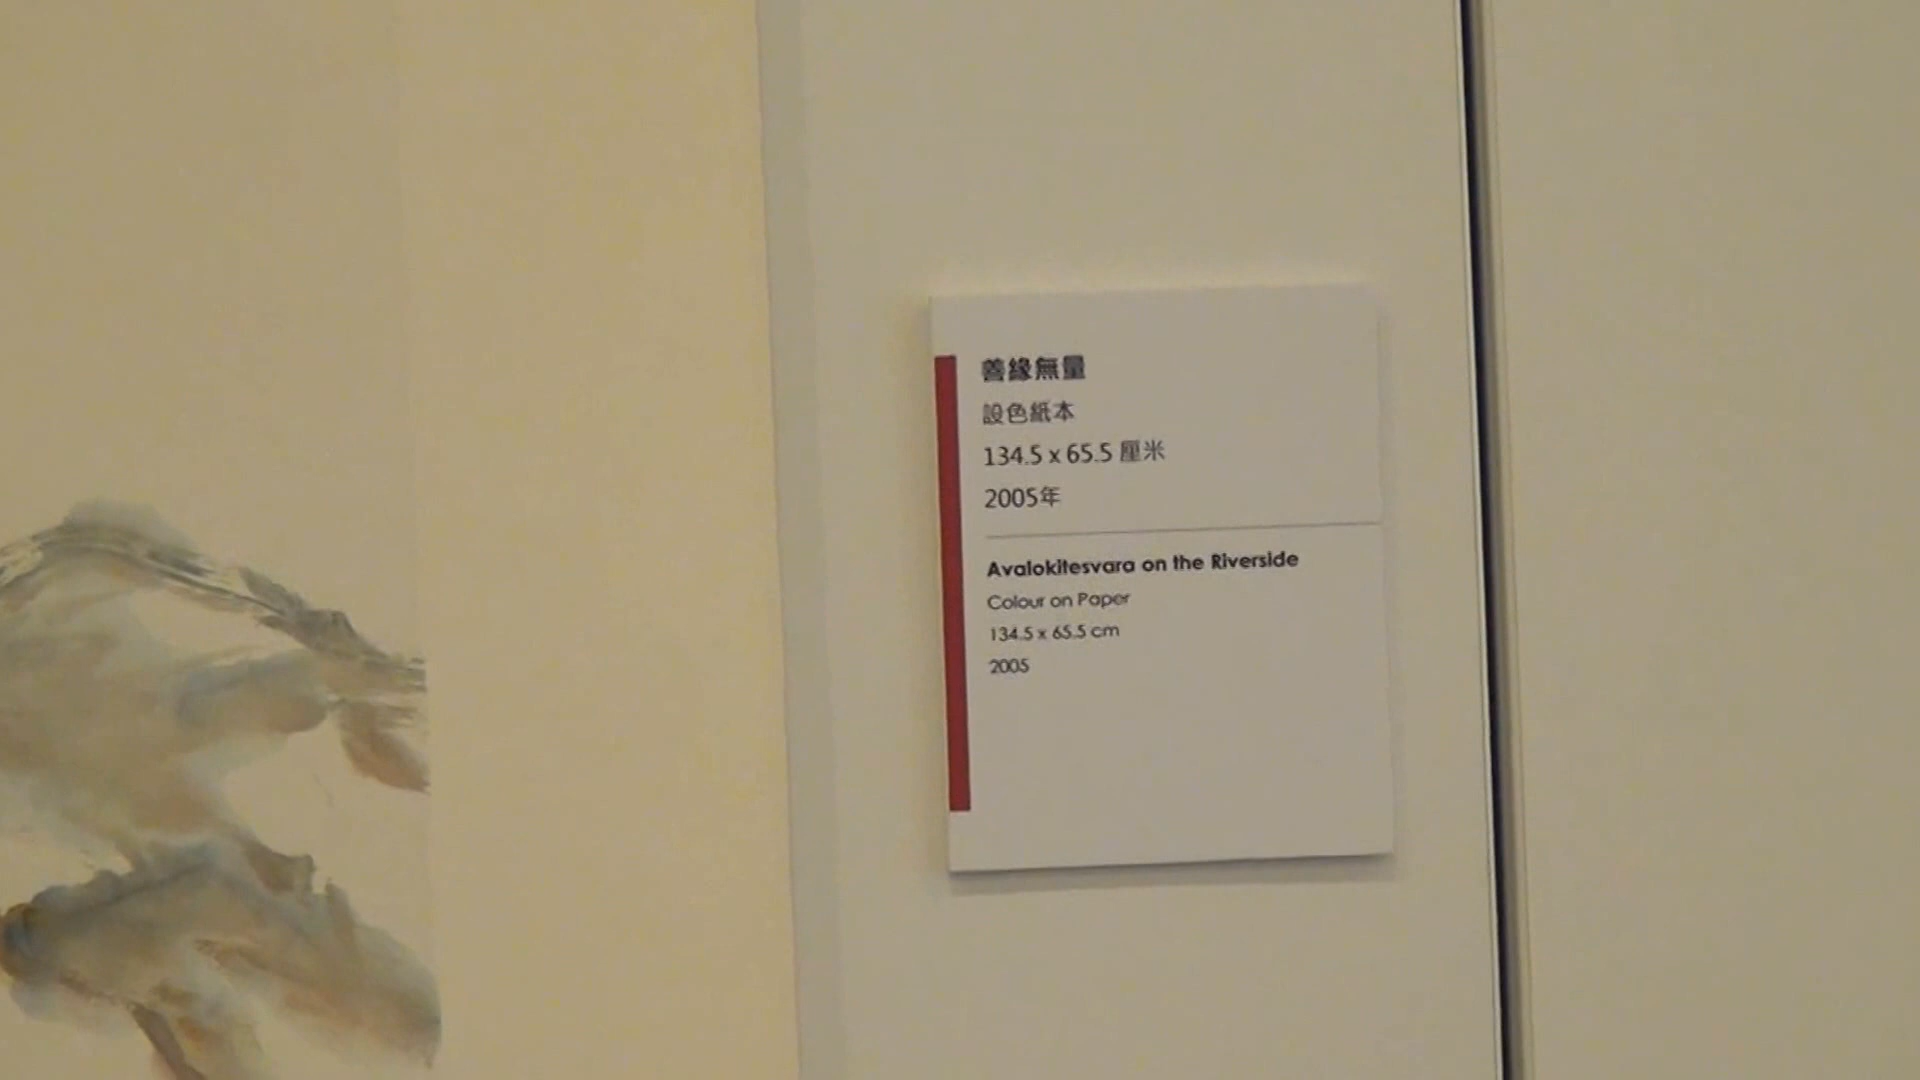 善緣無量
設色紙本
134.5 x 65.5 厘米
2005年
Avalokitesvara on the Riverside
Colour on Paper
134.5 x 65.5 cm
2005